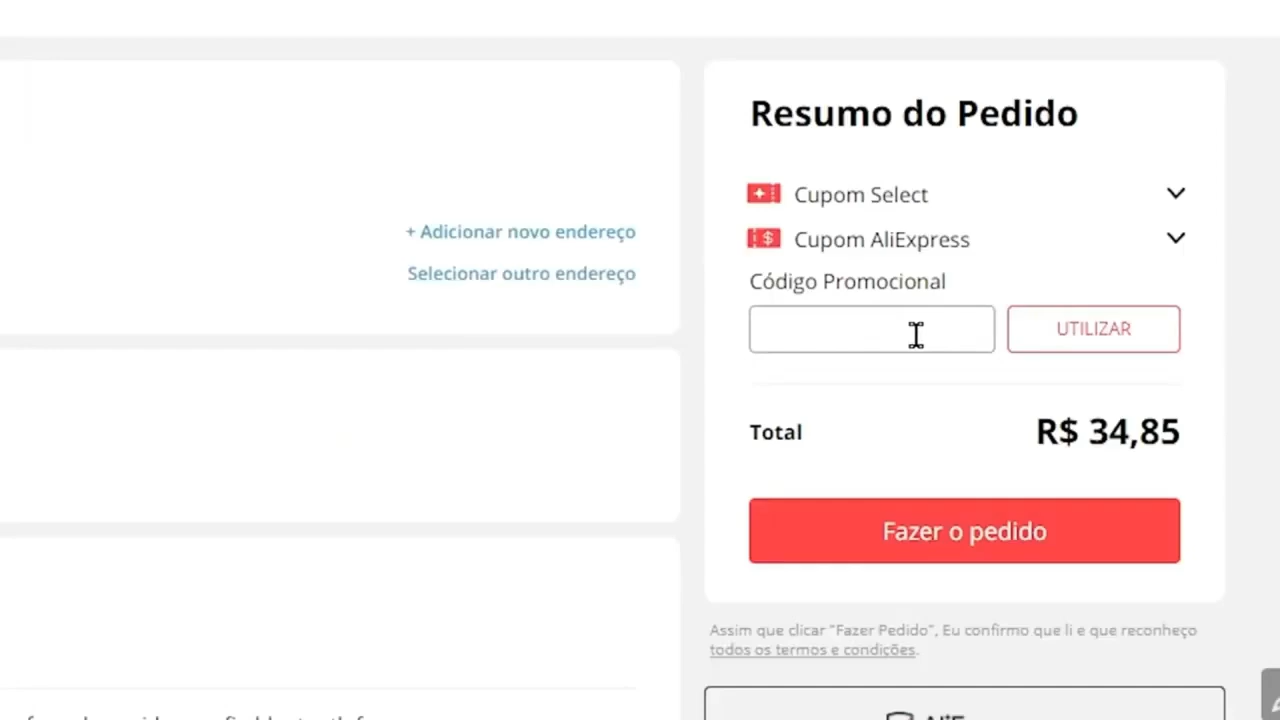 Resumo do Pedido
Cupom Select
Cupom AliExpress
+ Adicionar novo endereço
Selecionar outro endereço
Código Promocional
UTILIZAR
Total
R$ 34,85
Fazer o pedido
Assim que clicar "Fazer Pedido", Eu confirmo que li e que reconheço
todos os termos e condições.